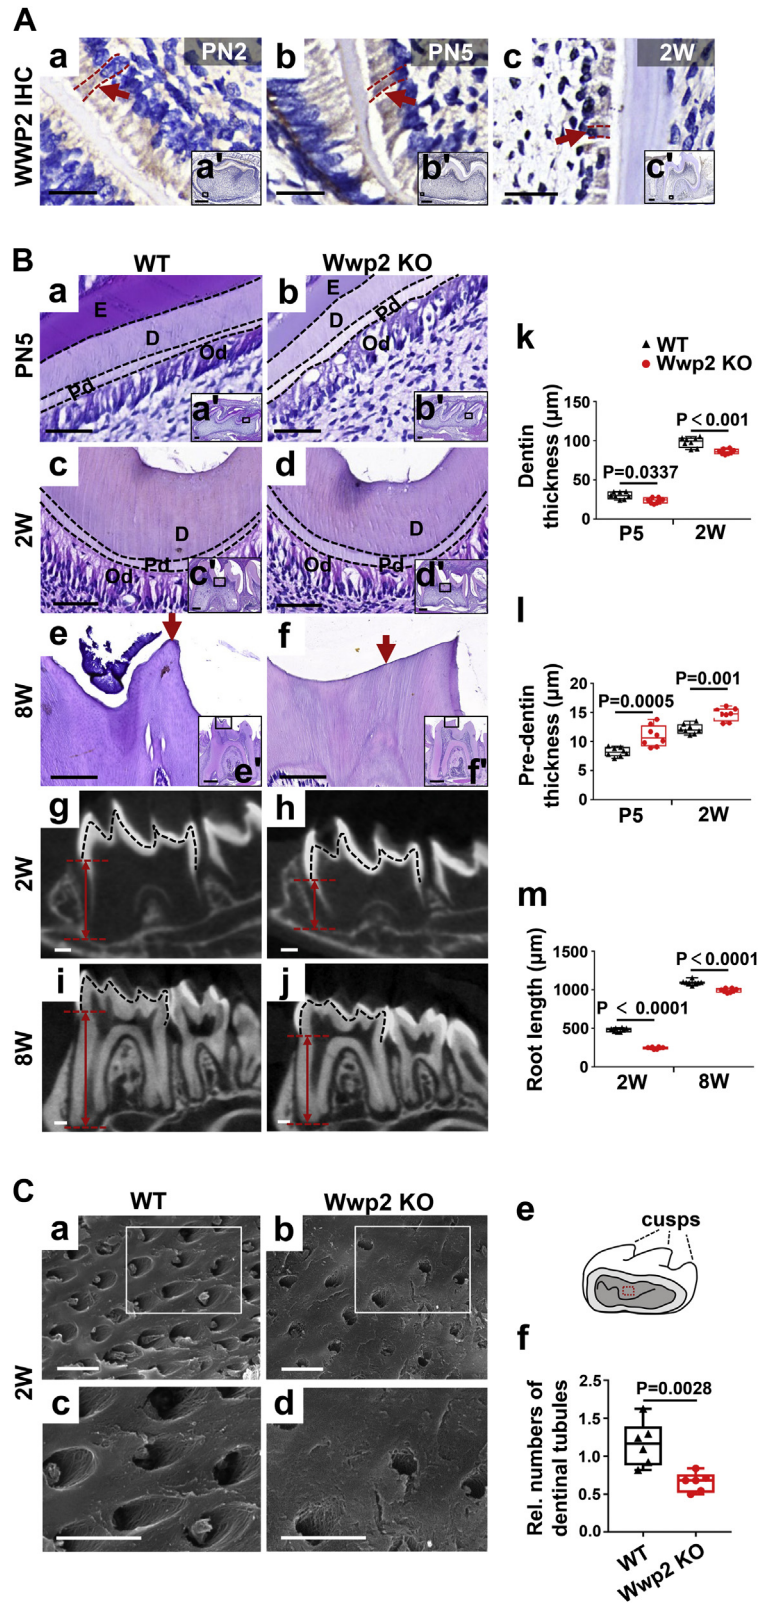 A
WWP2 IHC
a
PN2
b
PN5
c
2W
a'
b'
c'
B
WT
Wwp2 KO
PN5
a
E
D
Od
Pd
a'
b
E
Pd
D
Od
b'
2W
c
D
Pd
Od
c'
d
D
Od
Pd
d'
8W
e
e'
f
f'
2W
g
h
8W
i
j
k
WT
Wwp2 KO
Dentin
thickness (μm)
150
100
50
0
P=0.0337
P<0.001
P5
2W
l
Pre-dentin
thickness (μm)
20
15
10
5
0
P=0.0005
P=0.001
P5
2W
m
Root length (μm)
1500
1000
500
0
P < 0.0001
P<0.0001
2W
8W
C
WT
Wwp2 KO
2W
a
b
c
d
e
cusps
f
Rel. numbers of
dentinal tubules
2.5
1.5
1.0
0.5
0.0
P=0.0028
WT
Wwp2 KO